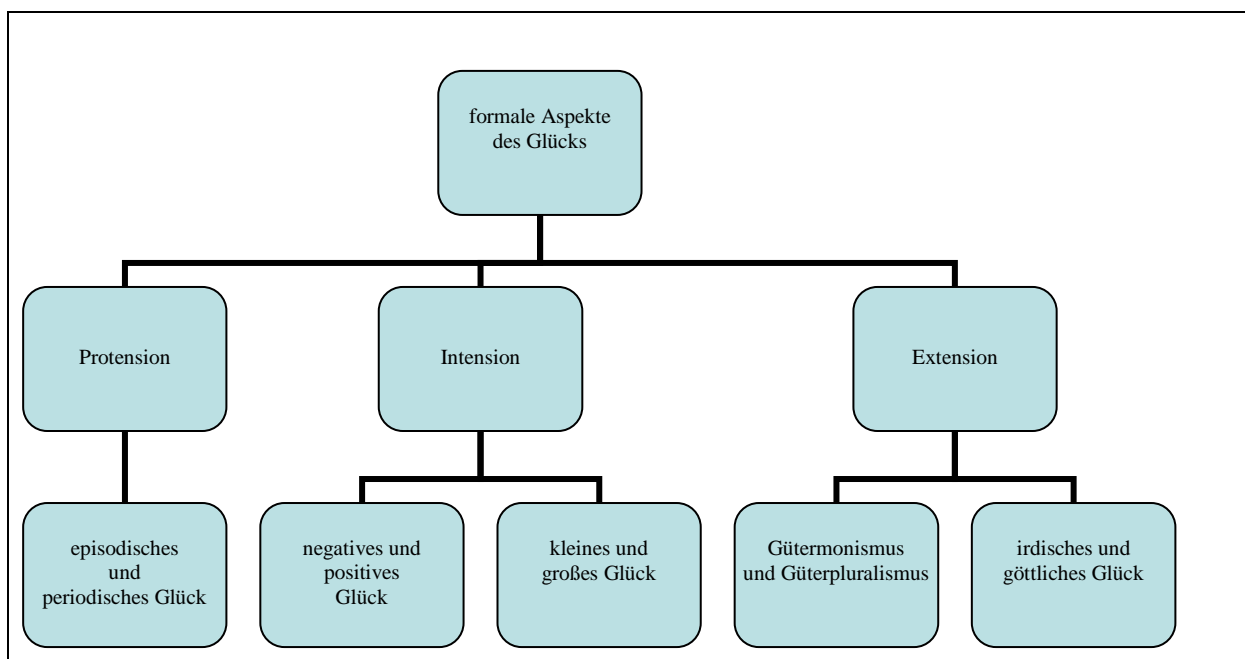 formale Aspekte
des Glücks
Protension
Intension
Extension
episodisches
und
periodisches Glück
negatives und
positives
Glück
kleines und
großes Glück
Gütermonismus
und Güterpluralismus
irdisches und
göttliches Glück